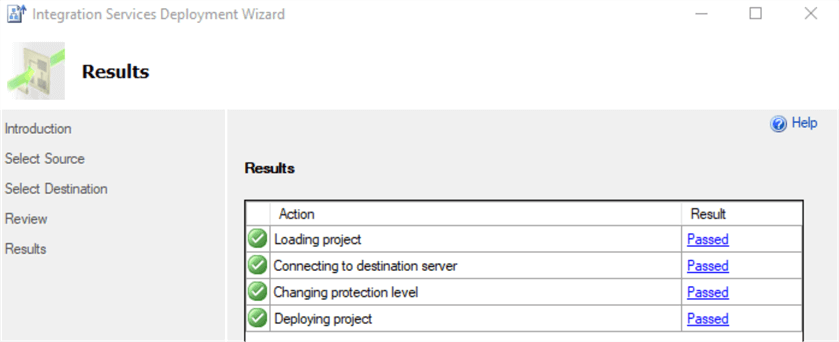 Integration Services Deployment Wizard
Results
Help
Introduction
Select Source
Select Destination
Review
Results
Results
Action Result
Loading project Passed
Connecting to destination server Passed
Changing protection level Passed
Deploying project Passed